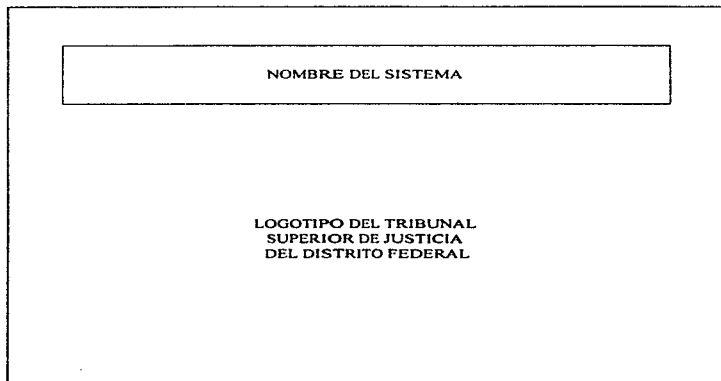 NOMBRE DEL SISTEMA
LOGOTIPO DEL TRIBUNAL
SUPERIOR DE JUSTICIA
DEL DISTRITO FEDERAL